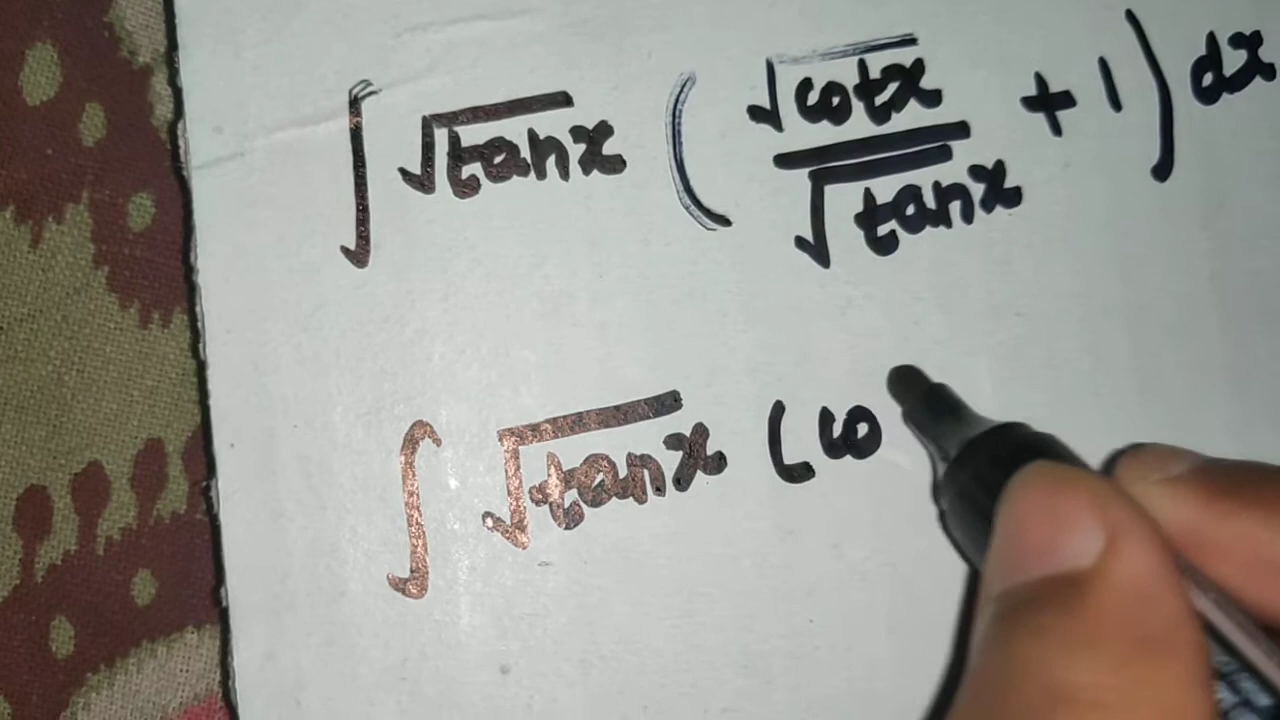 ∫ √tanx ( √cotx / √tanx + 1 ) dx
∫ √tanx ( co